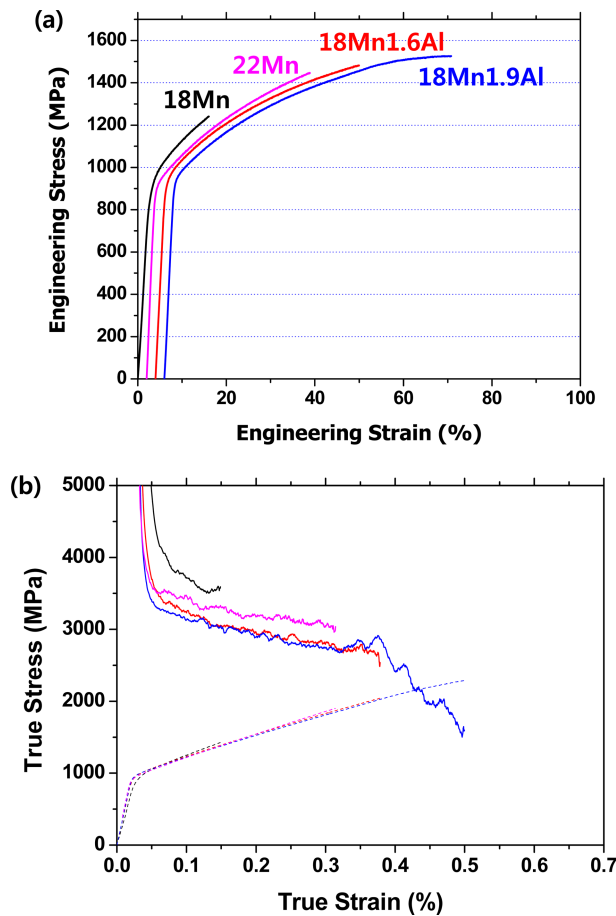 (a)
1600
1400
1200
1000
800
600
400
200
0
Engineering Stress (MPa)
18Mn
22Mn
18Mn1.6Al
18Mn1.9Al
0 20 40 60 80 100
Engineering Strain (%)
(b)
5000
4000
3000
2000
1000
0
True Stress (MPa)
0.0 0.1 0.2 0.3 0.4 0.5 0.6 0.7
True Strain (%)